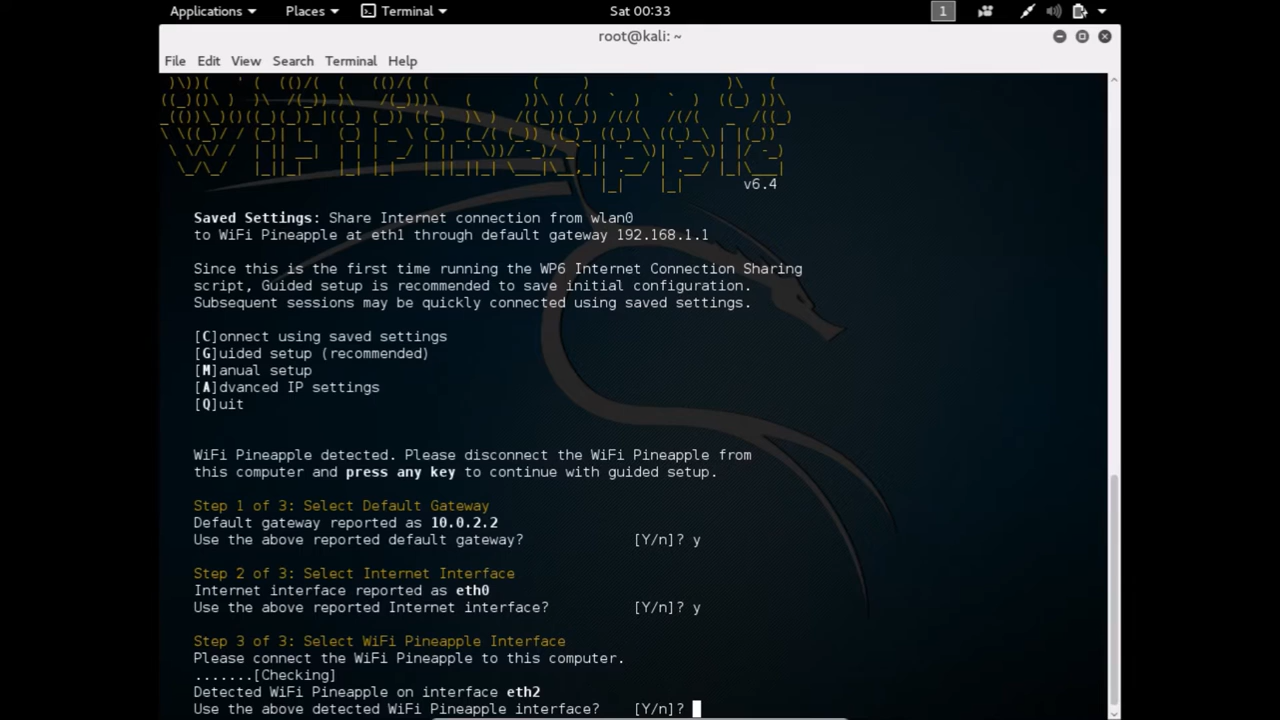 Applications Places Terminal Sat 00:33 1
root@kali: ~
File Edit View Search Terminal Help
WiFi Pineapple
v6.4
Saved Settings: Share Internet connection from wlan0
to WiFi Pineapple at eth1 through default gateway 192.168.1.1
Since this is the first time running the WP6 Internet Connection Sharing
script, Guided setup is recommended to save initial configuration.
Subsequent sessions may be quickly connected using saved settings.
[C]onnect using saved settings
[G]uided setup (recommended)
[M]anual setup
[A]dvanced IP settings
[Q]uit
WiFi Pineapple detected. Please disconnect the WiFi Pineapple from
this computer and press any key to continue with guided setup.
Step 1 of 3: Select Default Gateway
Default gateway reported as 10.0.2.2
Use the above reported default gateway? [Y/n]? y
Step 2 of 3: Select Internet Interface
Internet interface reported as eth0
Use the above reported Internet interface? [Y/n]? y
Step 3 of 3: Select WiFi Pineapple Interface
Please connect the WiFi Pineapple to this computer.
.......[Checking]
Detected WiFi Pineapple on interface eth2
Use the above detected WiFi Pineapple interface? [Y/n]?